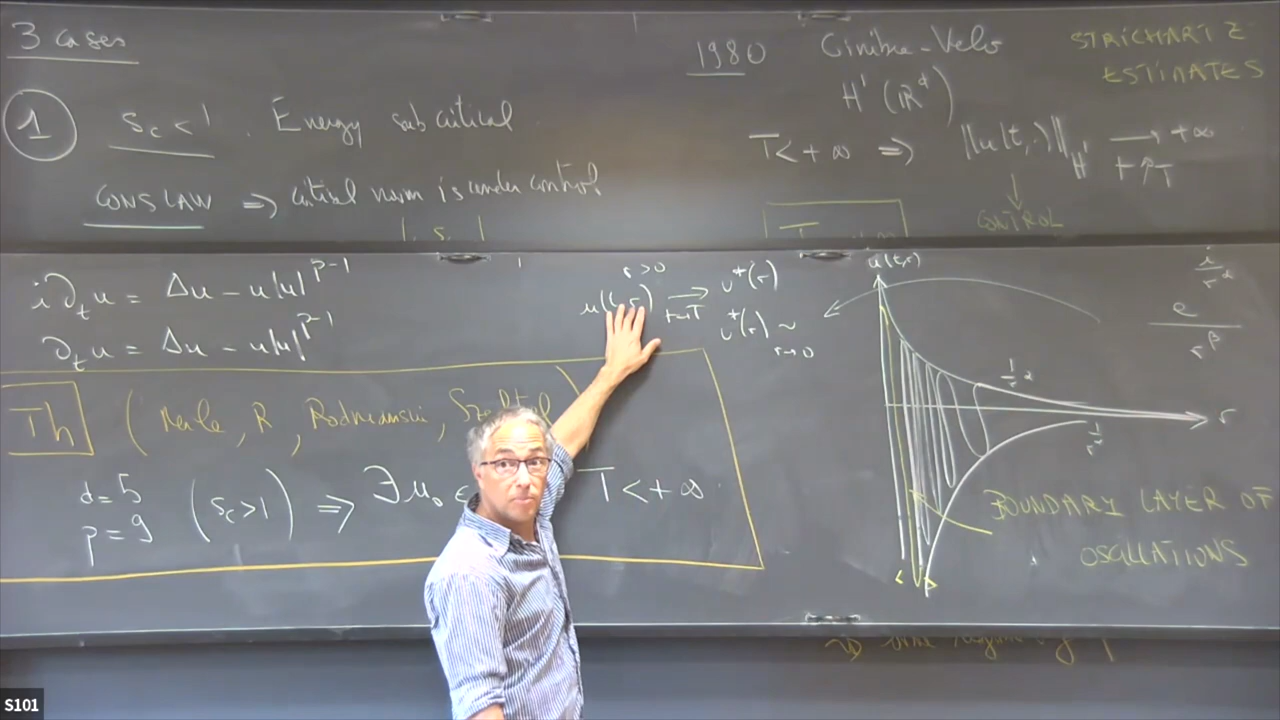 3 cases
1 s_c < 1. Energy subcritical
CONS LAW ⇒ critical norm is under control.
1980 Ginibre-Velo
H¹(ℝᵈ)
STRICHARTZ
ESTIMATES
T < +∞ ⇒ ||u(t,·)||_H¹ → +∞
t↑T
CONTROL
i∂_t u = Δu - u|u|^{p-1}
∂_t u = Δu - u|u|^{p-1}
r>0
→ u*(r)
t→T
u*(r) ~
r→0
Th (Merle, R, Rodnianski, Szeftel)
d=5
p=9
(s_c>1) ⇒ ∃u₀ ∈
T < +∞
u(t,r)
r
BOUNDARY LAYER OF
OSCILLATIONS
S101